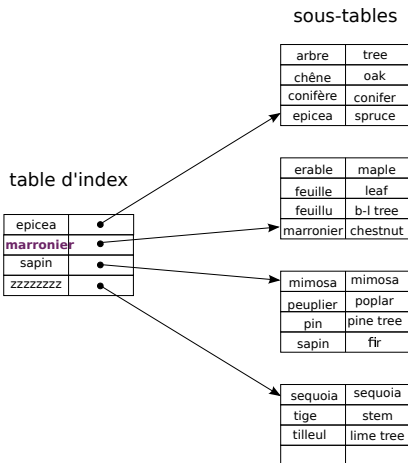 sous-tables
arbre tree
chêne oak
conifère conifer
epicea spruce
table d'index
epicea
marronier
sapin
zzzzzzzz
erable maple
feuille leaf
feuillu b-l tree
marronier chestnut
mimosa mimosa
peuplier poplar
pin pine tree
sapin fir
sequoia sequoia
tige stem
tilleul lime tree